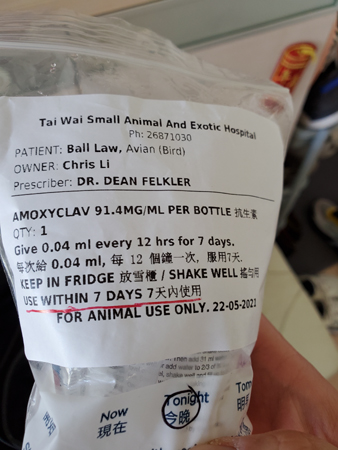 Tai Wai Small Animal And Exotic Hospital
Ph: 26871030
PATIENT: Ball Law, Avian (Bird)
OWNER: Chris Li
Prescriber: DR. DEAN FELKLER
AMOXYCLAV 91.4MG/ML PER BOTTLE 抗生素
QTY: 1
Give 0.04 ml every 12 hrs for 7 days.
每次給 0.04 ml, 每 12 個鐘一次, 服用7天.
KEEP IN FRIDGE 放雪櫃 / SHAKE WELL 搖勻用
USE WITHIN 7 DAYS 7天內使用
FOR ANIMAL USE ONLY. 22-05-2021
Now
現在
Tonight
今晚